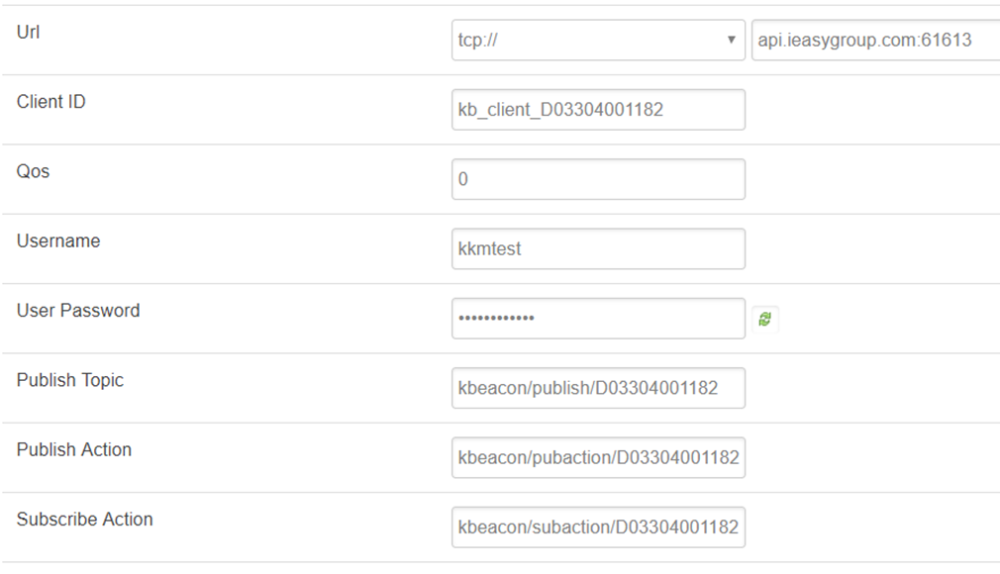 Url tcp:// api.ieasygroup.com:61613
Client ID kb_client_D03304001182
Qos 0
Username kkmtest
User Password ••••••••••••
Publish Topic kbeacon/publish/D03304001182
Publish Action kbeacon/pubaction/D03304001182
Subscribe Action kbeacon/subaction/D03304001182